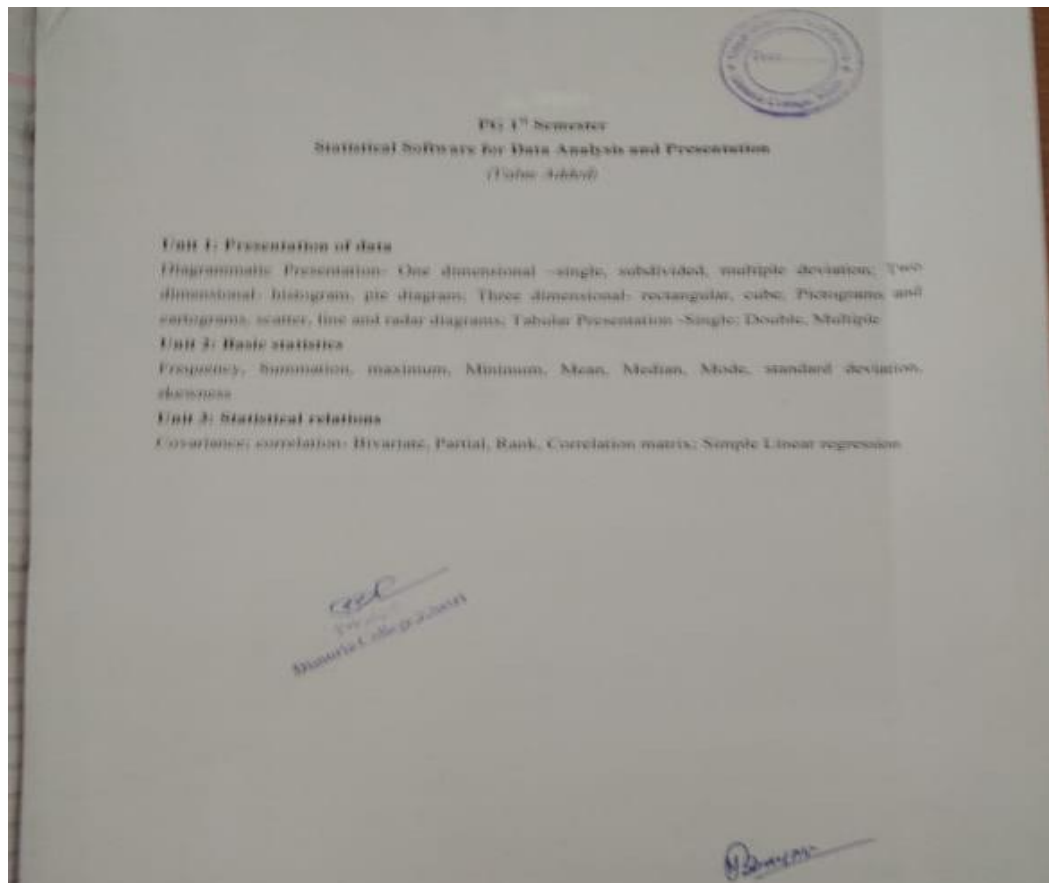 PG 1st Semester
Statistical Software for Data Analysis and Presentation
(Value Added)
Unit 1: Presentation of data
Diagrammatic Presentation- One dimensional –single, subdivided, multiple deviation; Two
dimensional- histogram, pie diagram; Three dimensional- rectangular, cube; Pictograms and
cartograms, scatter, line and radar diagrams; Tabular Presentation –Single; Double, Multiple
Unit 2: Basic statistics
Frequency, Summation, maximum, Minimum, Mean, Median, Mode, standard deviation,
skewness
Unit 3: Statistical relations
Covariance; correlation- Bivariate, Partial, Rank, Correlation matrix; Simple Linear regression
College